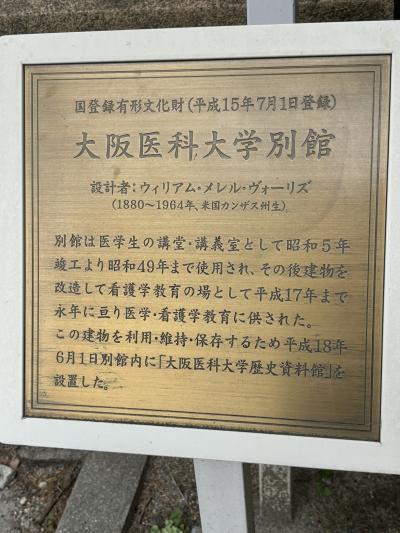 国登録有形文化財(平成15年7月1日登録)
大阪医科大学別館
設計者:ウィリアム・メレル・ヴォーリズ
(1880〜1964年、米国カンザス州生)
別館は医学生の講堂・講義室として昭和5年
竣工より昭和49年まで使用され、その後建物を
改造して看護学教育の場として平成17年まで
永年に亘り医学・看護学教育に供された。
この建物を利用・維持・保存するため平成18年
6月1日別館内に「大阪医科大学歴史資料館」を
設置した。